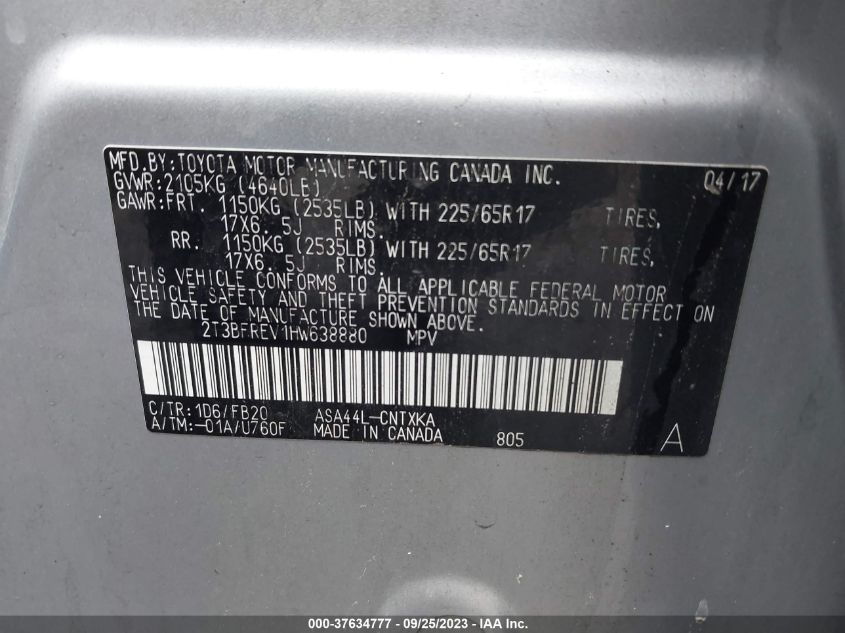 MFD.BY:TOYOTA MOTOR MANUFACTURING CANADA INC. 04/17
GVWR:2105KG (4640LB)
GAWR:FRT. 1150KG (2535LB) WITH 225/65R17 TIRES,
17X6.5J RIMS.
RR. 1150KG (2535LB) WITH 225/65R17 TIRES,
17X6.5J RIMS.
THIS VEHICLE CONFORMS TO ALL APPLICABLE FEDERAL MOTOR
VEHICLE SAFETY AND THEFT PREVENTION STANDARDS IN EFFECT ON
THE DATE OF MANUFACTURE SHOWN ABOVE.
2T3BFREV1HW638880 MPV
C/TR:1D6/FB20 ASA44L-CNTXKA
A/TM:-01A/U760F MADE IN CANADA 805 A
000-37634777 - 09/25/2023 - IAA Inc.